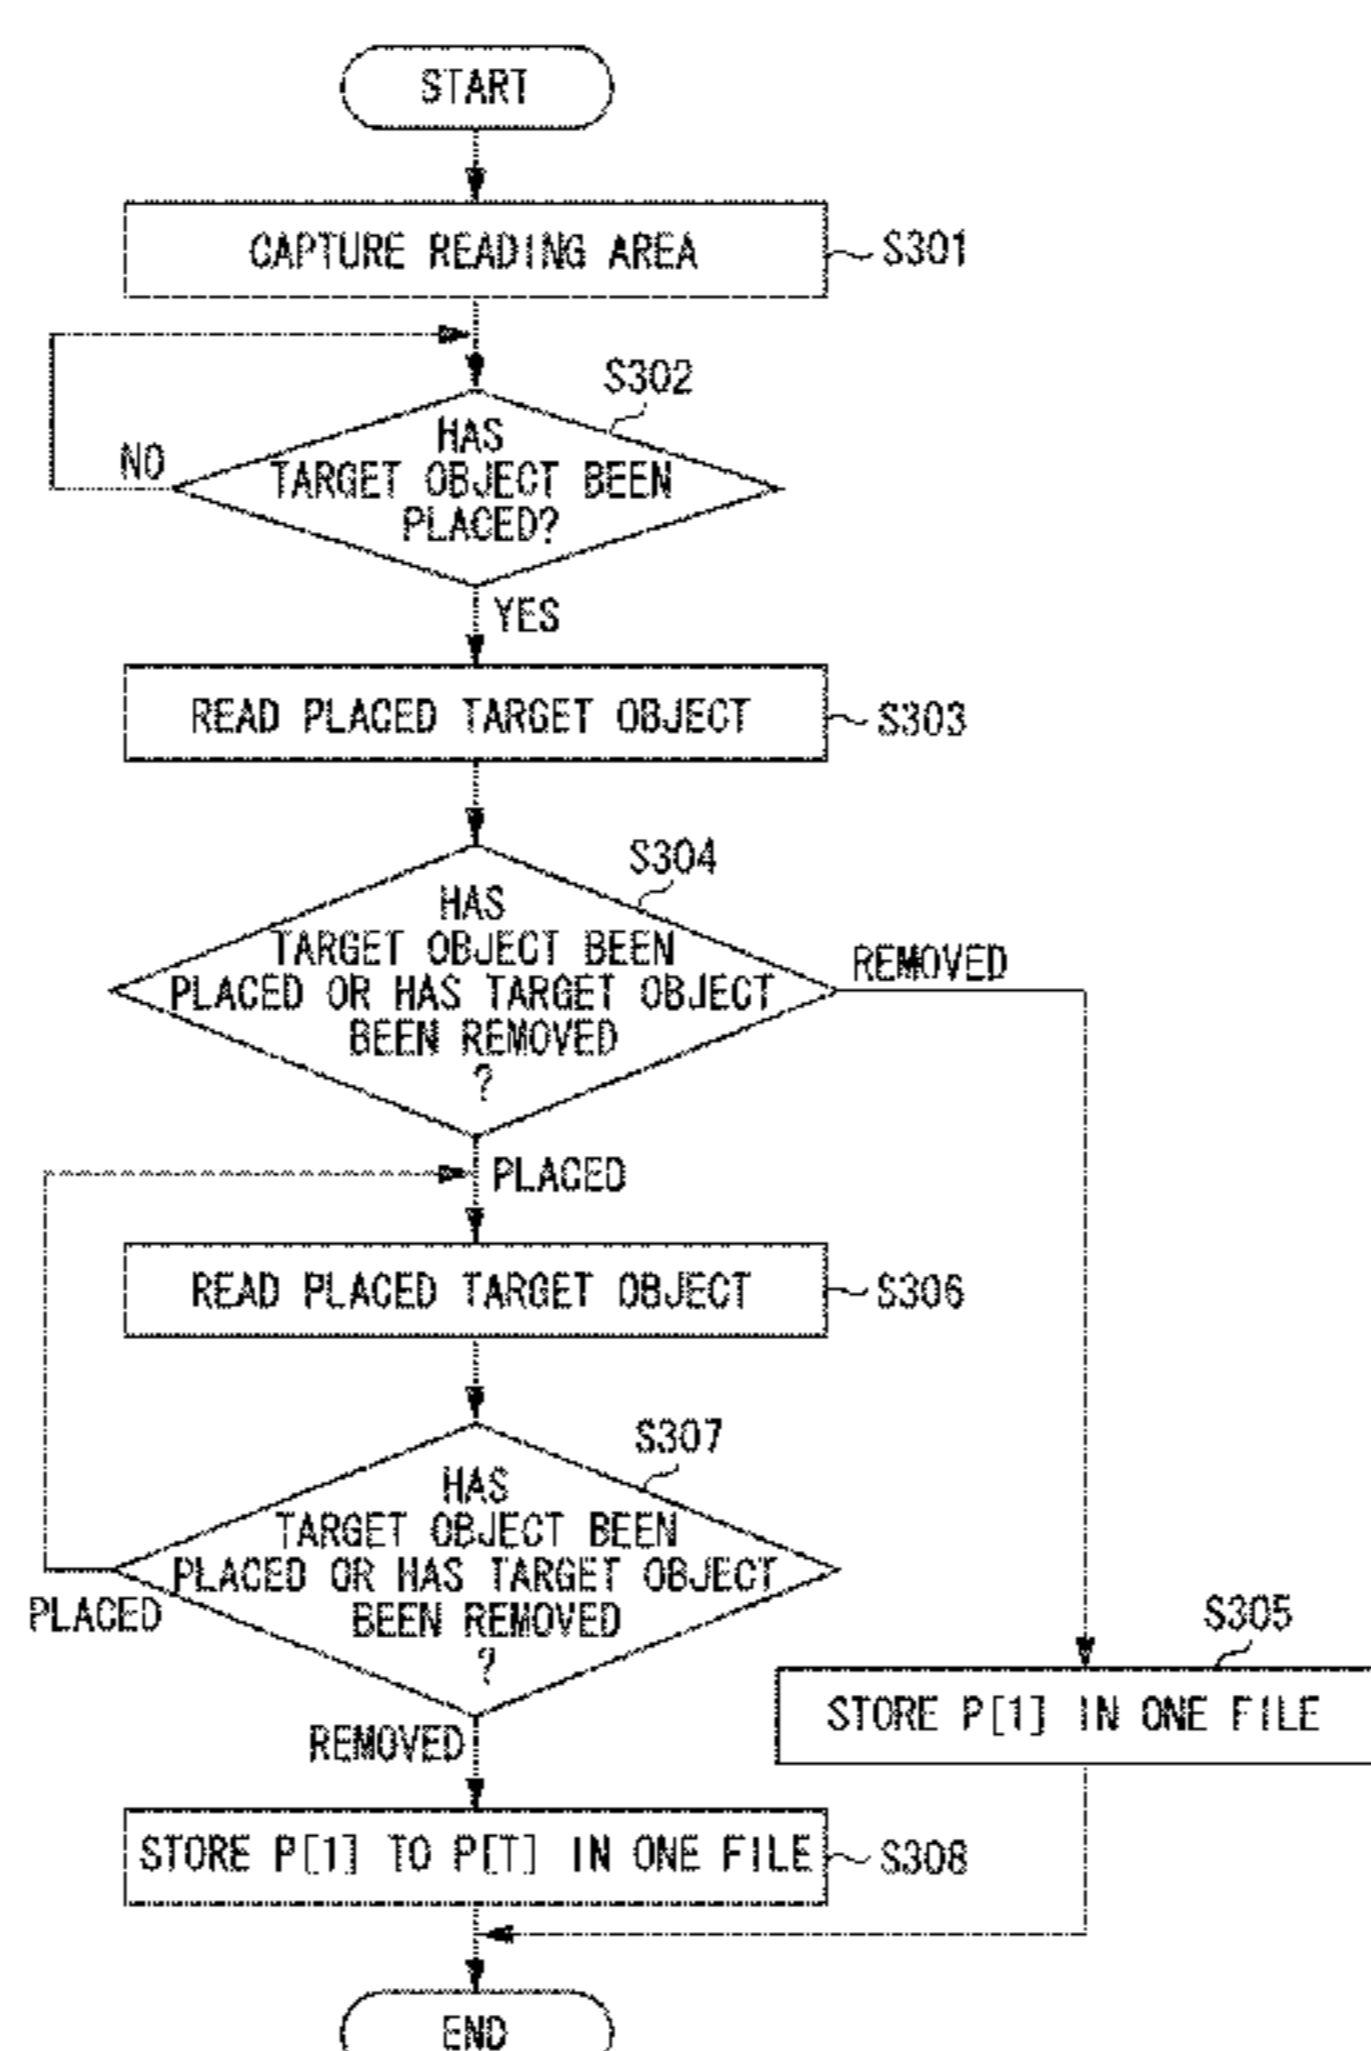 START
CAPTURE READING AREA
S301
S302
HAS
TARGET OBJECT BEEN
PLACED?
NO
YES
READ PLACED TARGET OBJECT
S303
S304
HAS
TARGET OBJECT BEEN
PLACED OR HAS TARGET OBJECT
BEEN REMOVED
?
REMOVED
PLACED
READ PLACED TARGET OBJECT
S306
S307
HAS
TARGET OBJECT BEEN
PLACED OR HAS TARGET OBJECT
BEEN REMOVED
?
PLACED
REMOVED
S305
STORE P[1] IN ONE FILE
STORE P[1] TO P[T] IN ONE FILE
S308
END